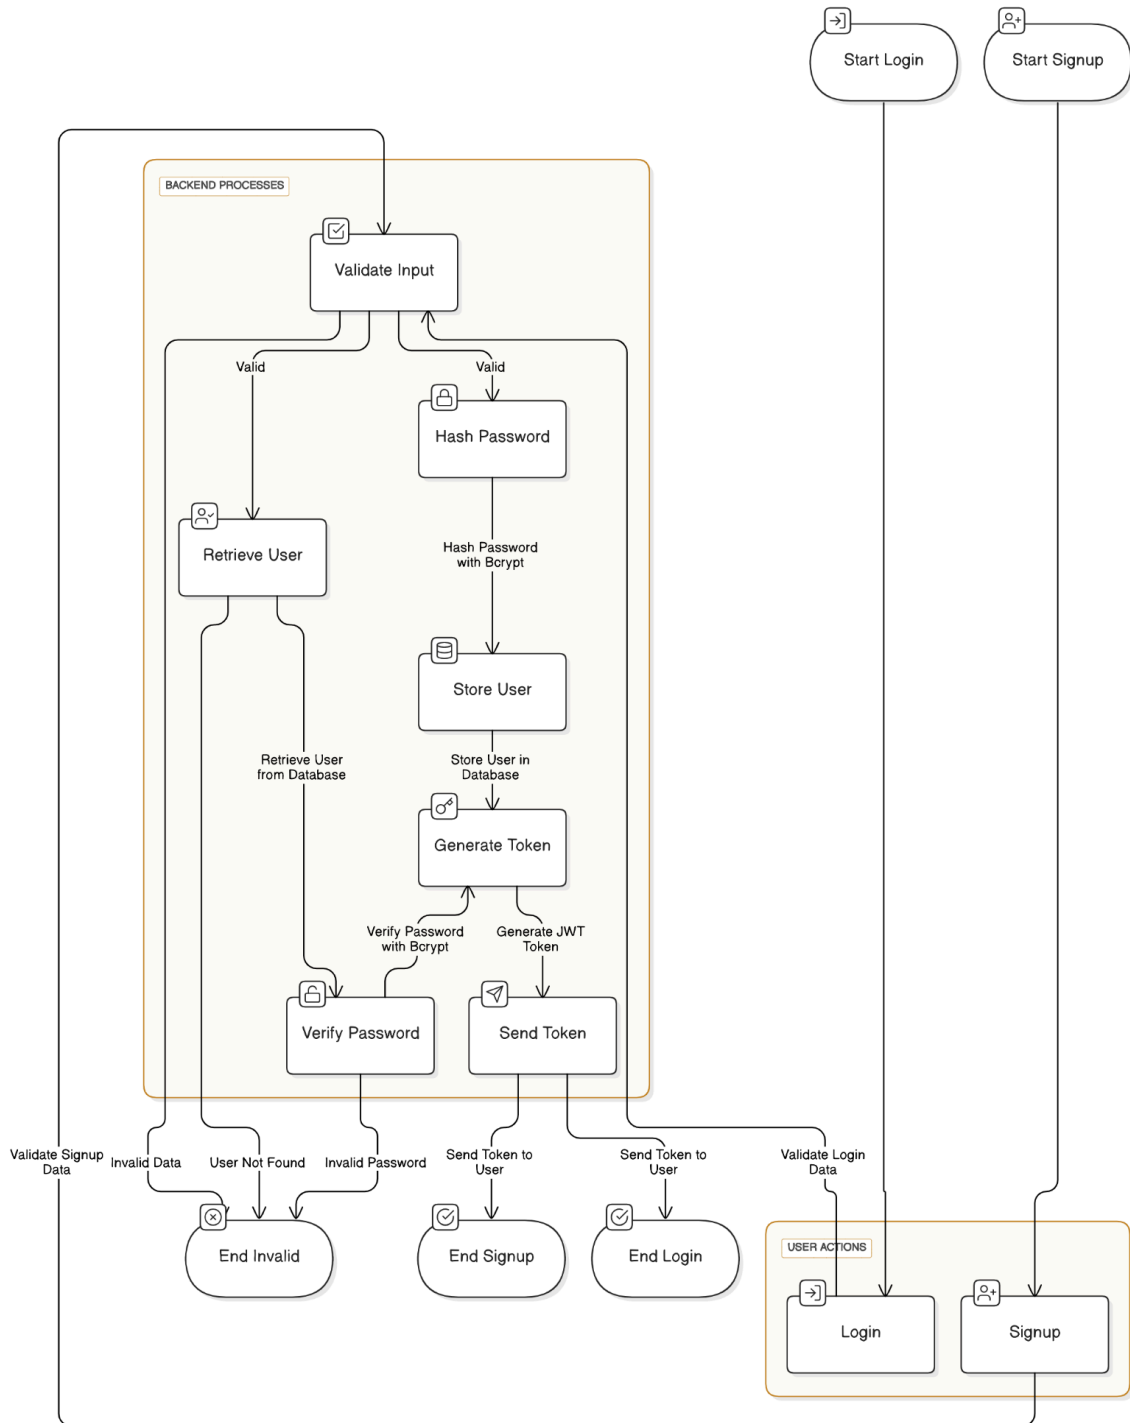 Start Login
Start Signup
BACKEND PROCESSES
Validate Input
Valid
Valid
Hash Password
Hash Password
with Bcrypt
Retrieve User
Store User
Retrieve User
from Database
Store User in
Database
Generate Token
Verify Password
with Bcrypt
Generate JWT
Token
Verify Password
Send Token
Validate Signup
Data
Invalid Data
User Not Found
Invalid Password
Send Token to
User
Send Token to
User
Validate Login
Data
End Invalid
End Signup
End Login
USER ACTIONS
Login
Signup